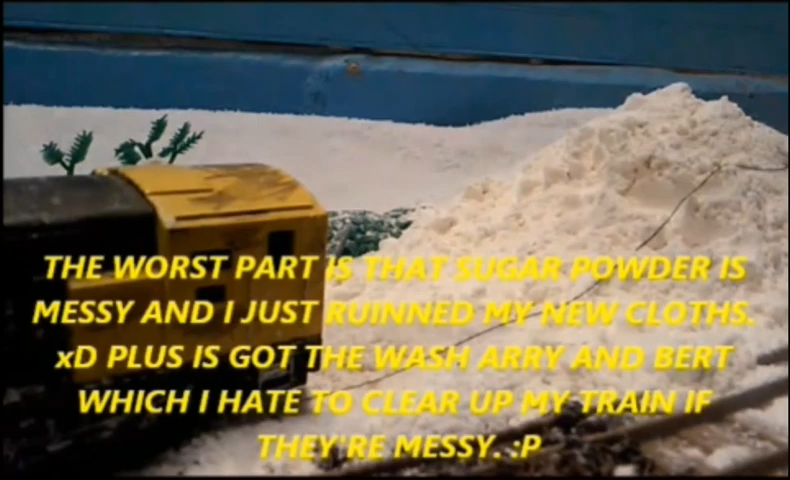 THE WORST PART IS THAT SUGAR POWDER IS
MESSY AND I JUST RUINNED MY NEW CLOTHS.
xD PLUS IS GOT THE WASH ARRY AND BERT
WHICH I HATE TO CLEAR UP MY TRAIN IF
THEY'RE MESSY. :P